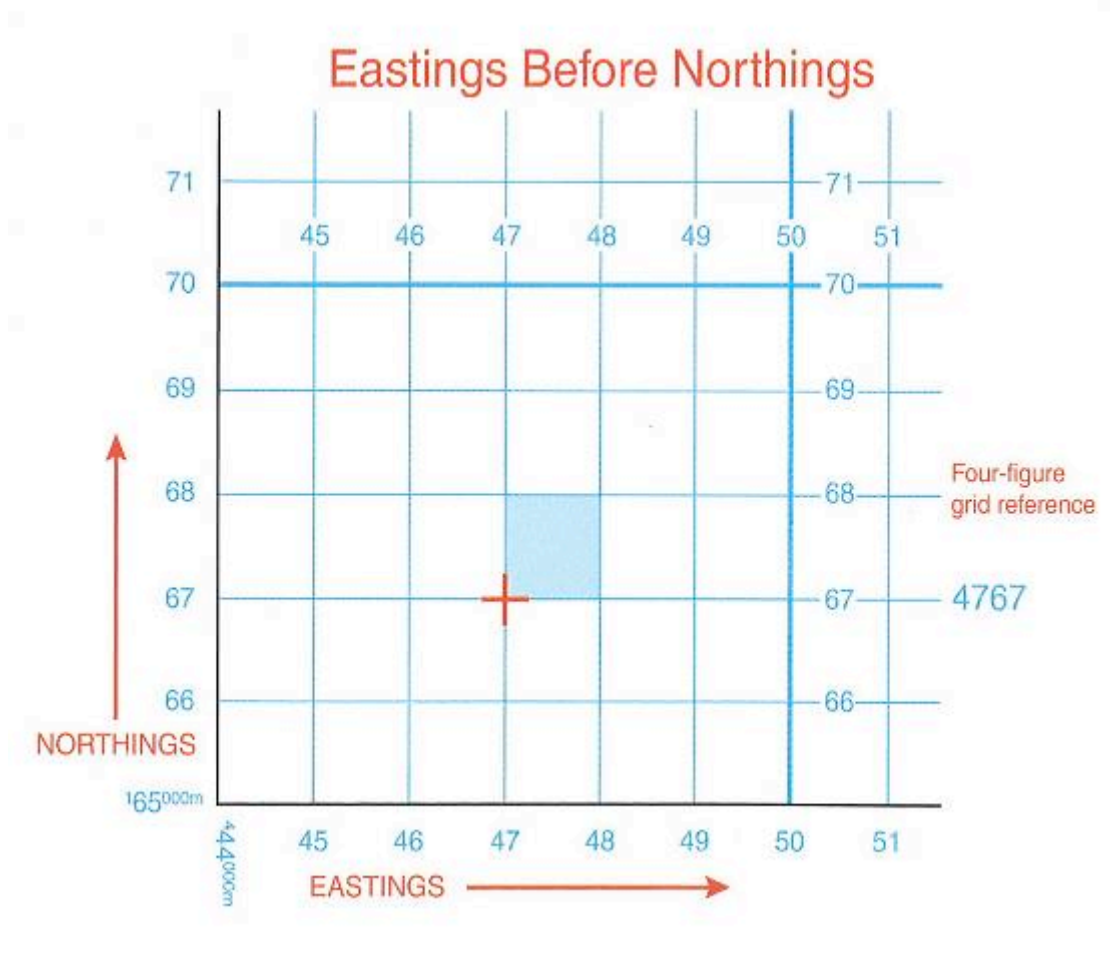 Eastings Before Northings
71 71
45 46 47 48 49 50 51
70 70
69 69
68 68
Four-figure
grid reference
67 67 4767
66 66
NORTHINGS
¹65⁰⁰⁰ᵐ
⁴44⁰⁰⁰ᵐ
45 46 47 48 49 50 51
EASTINGS